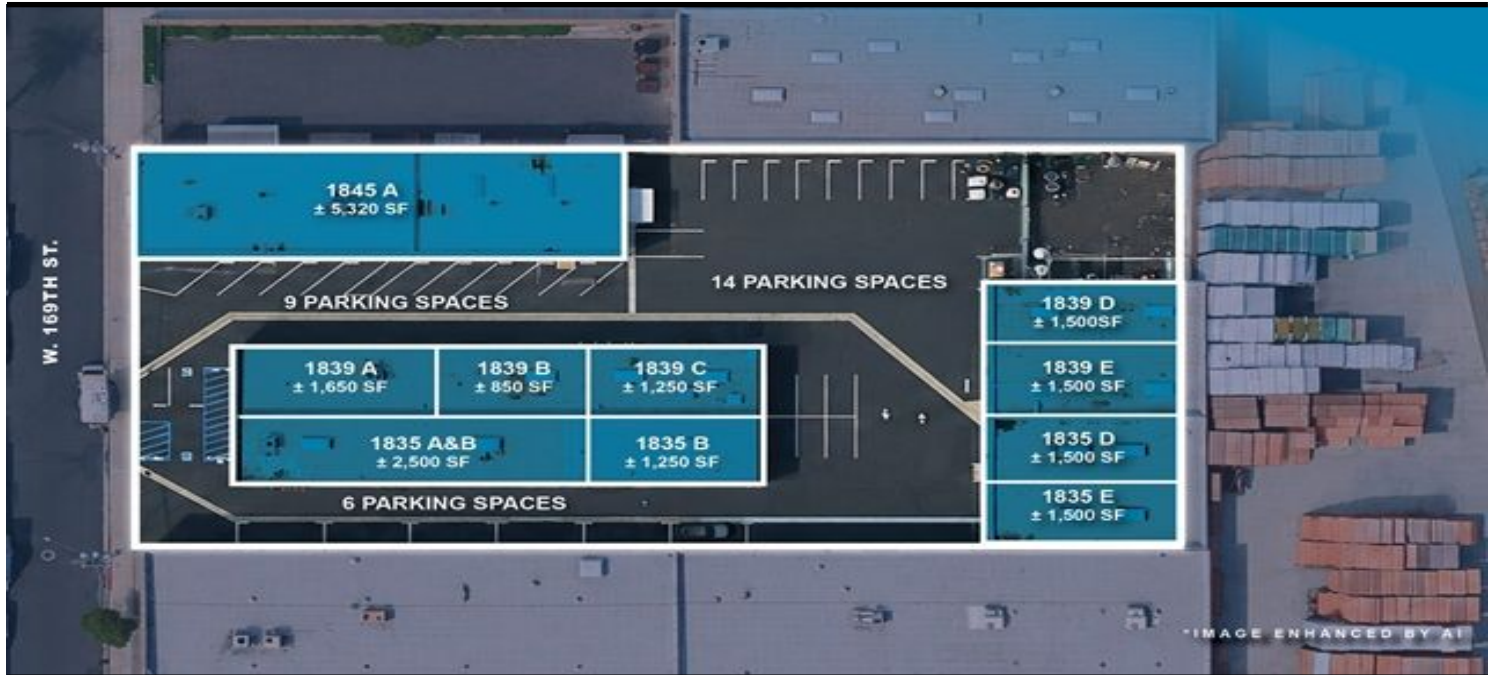 1845 A
± 5,320 SF
W. 169TH ST.
14 PARKING SPACES
9 PARKING SPACES
1839 D
± 1,500SF
1839 A
± 1,650 SF
1839 B
± 850 SF
1839 C
± 1,250 SF
1839 E
± 1,500 SF
1835 A&B
± 2,500 SF
1835 B
± 1,250 SF
1835 D
± 1,500 SF
6 PARKING SPACES
1835 E
± 1,500 SF
*IMAGE ENHANCED BY AI